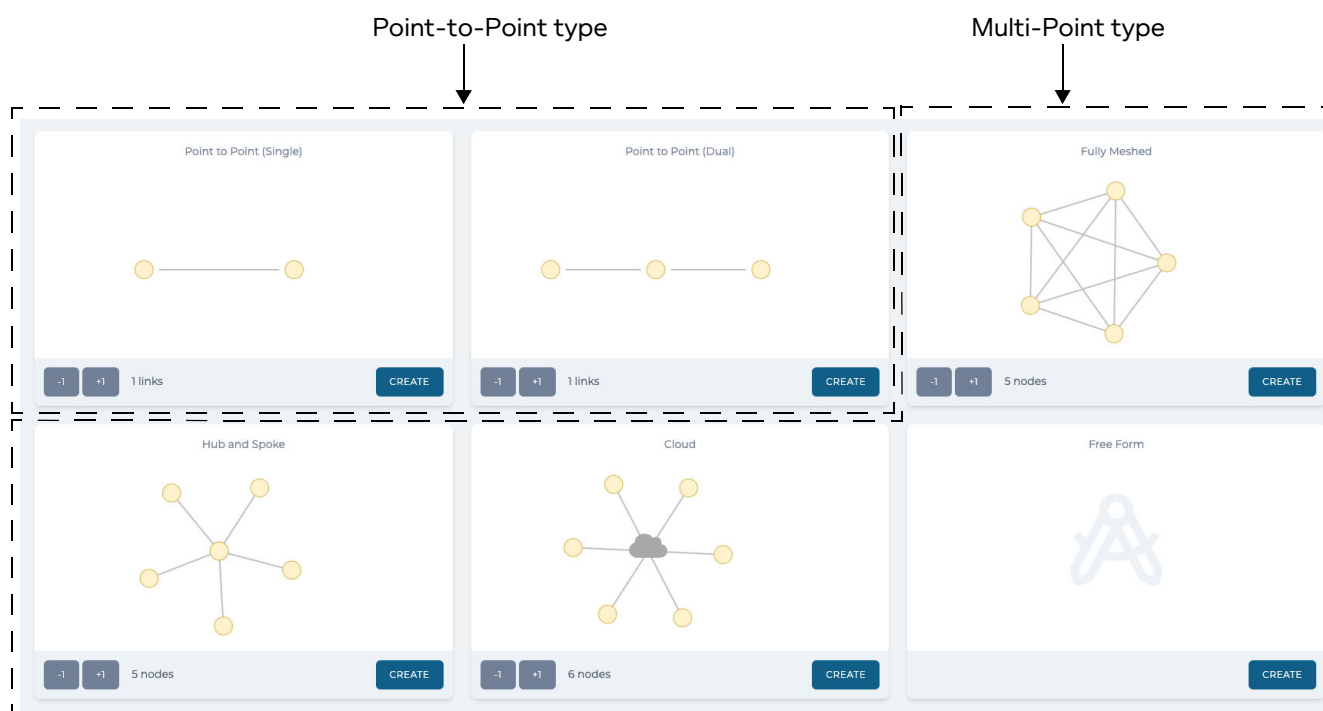 Point-to-Point type
Multi-Point type
Point to Point (Single)
Point to Point (Dual)
Fully Meshed
-1 +1 1 links CREATE
-1 +1 1 links CREATE
-1 +1 5 nodes CREATE
Hub and Spoke
Cloud
Free Form
-1 +1 5 nodes CREATE
-1 +1 6 nodes CREATE
CREATE